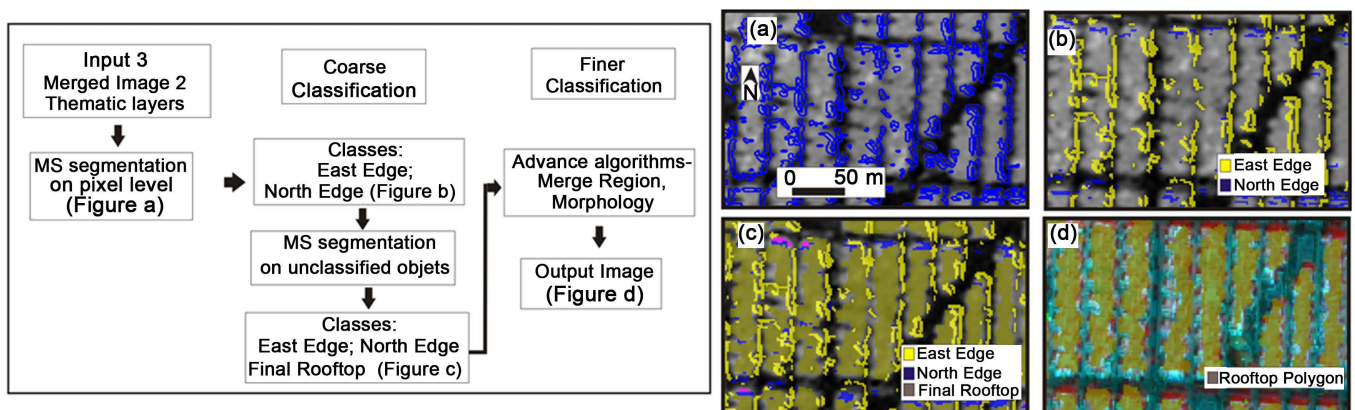 Input 3
Merged Image 2
Thematic layers
MS segmentation
on pixel level
(Figure a)
Coarse
Classification
Classes:
East Edge;
North Edge (Figure b)
MS segmentation
on unclassified objets
Classes:
East Edge; North Edge
Final Rooftop (Figure c)
Finer
Classification
Advance algorithms-
Merge Region,
Morphology
Output Image
(Figure d)
(a)
N
0 50 m
(b)
East Edge
North Edge
(c)
East Edge
North Edge
Final Rooftop
(d)
Rooftop Polygon